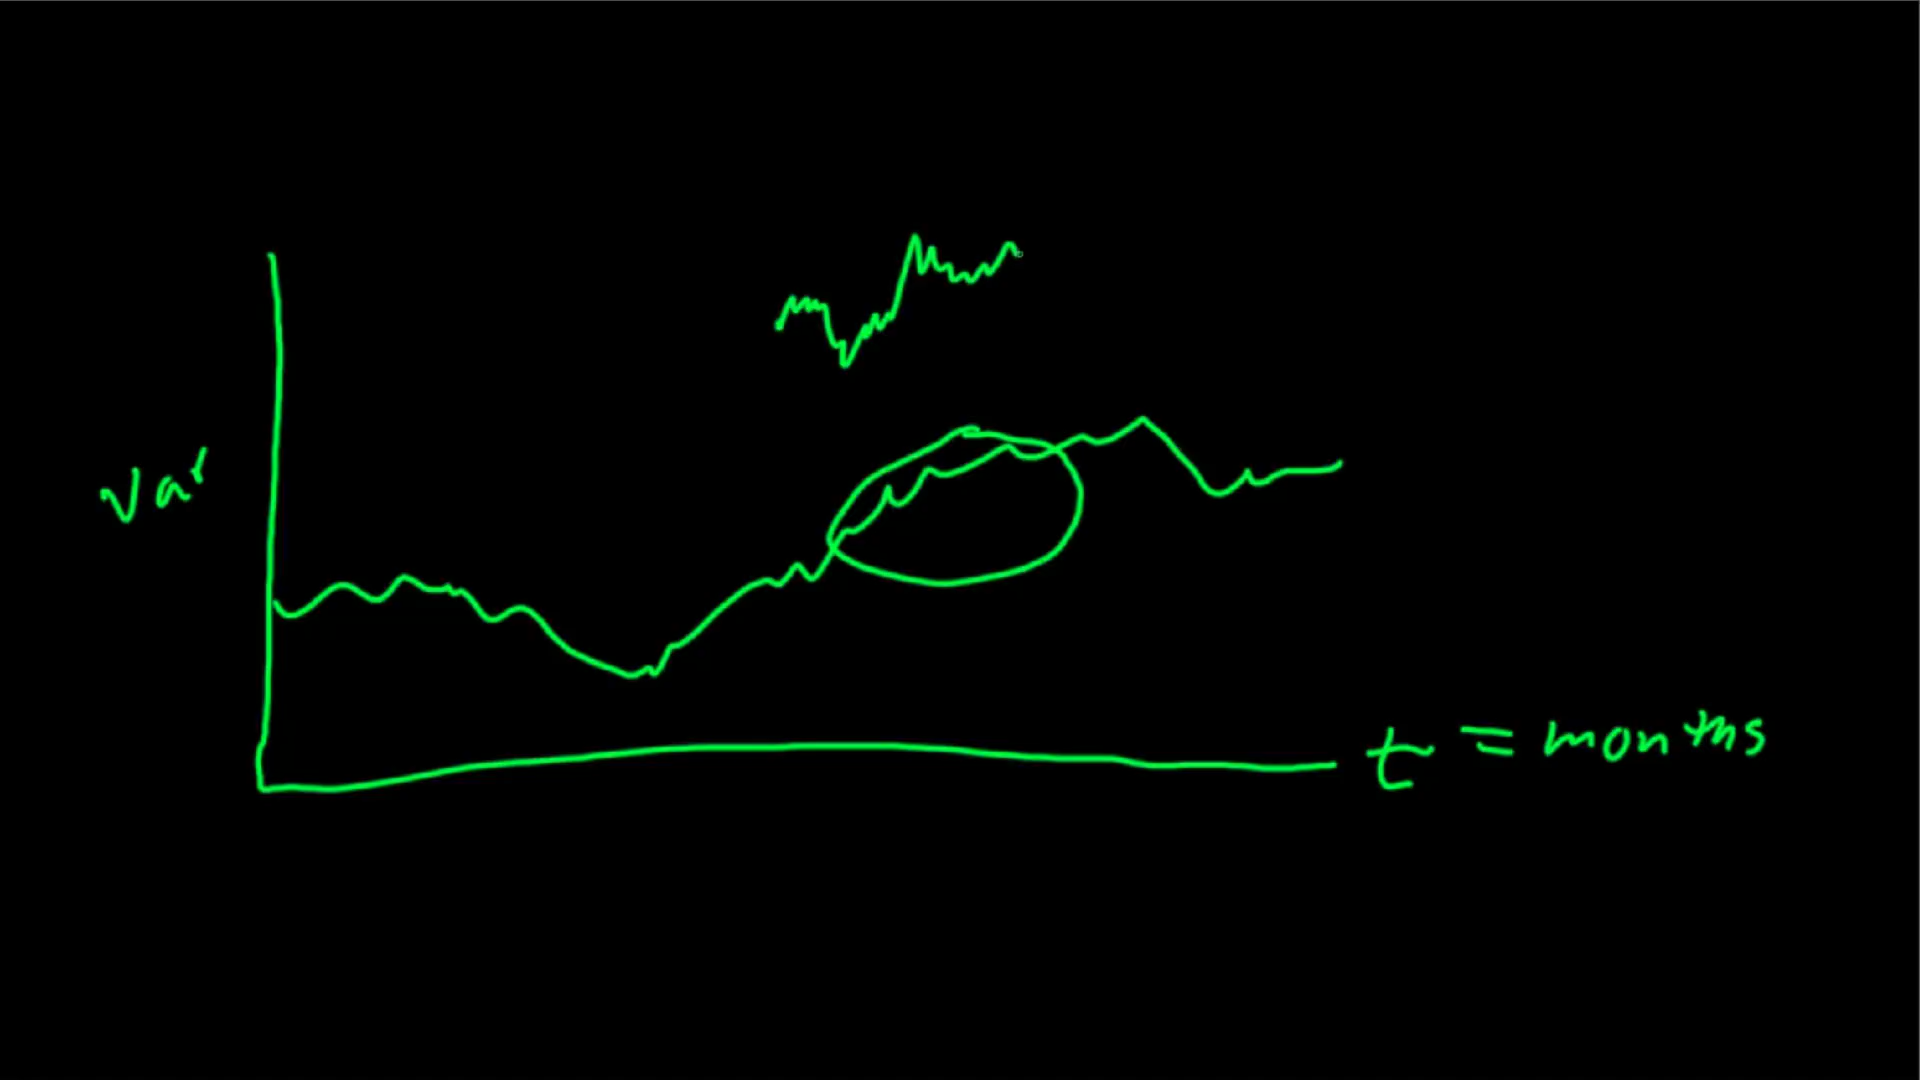 Var
t = months